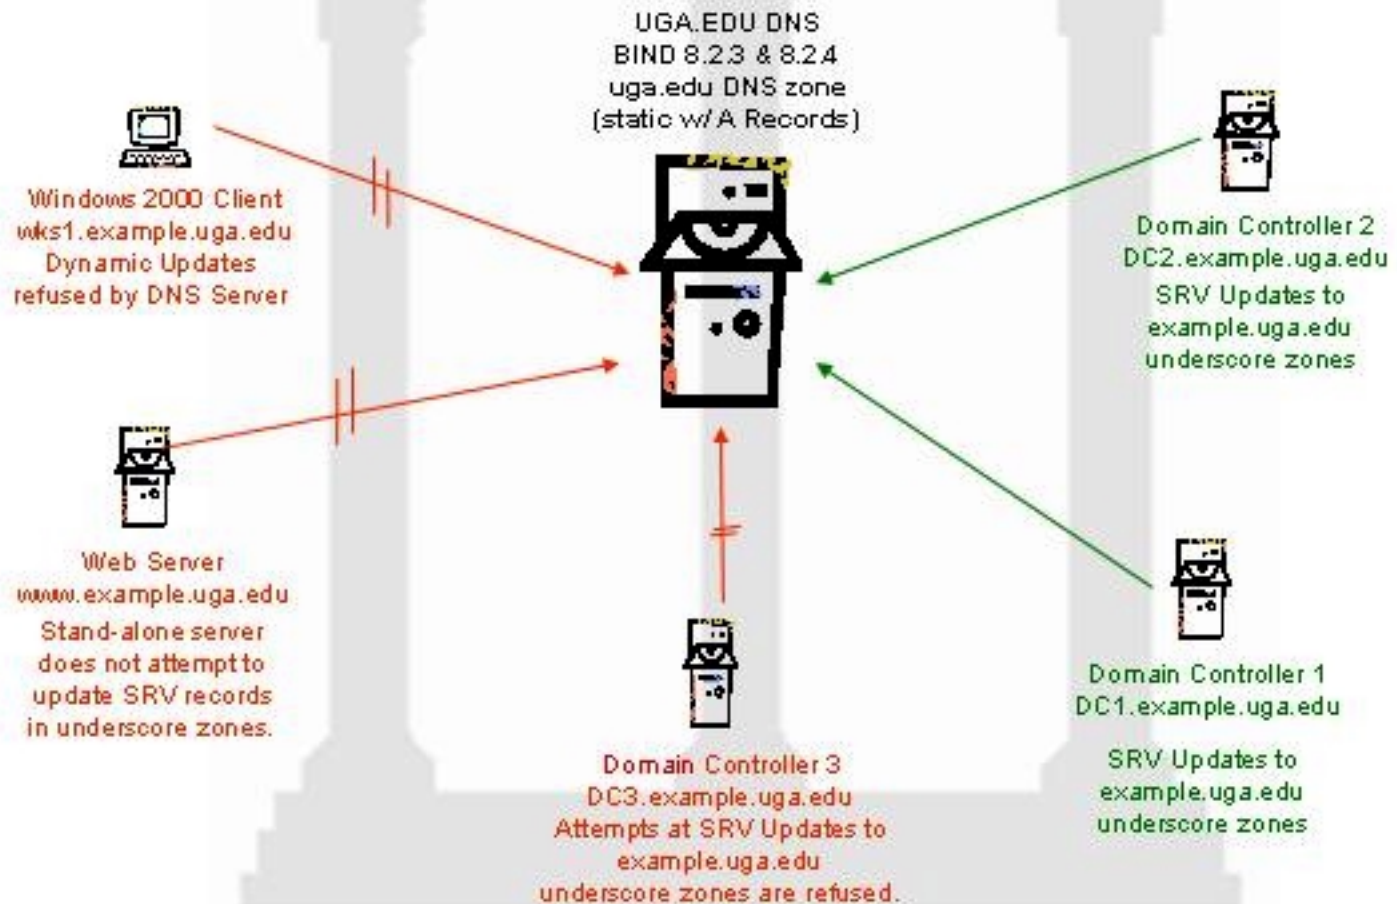 UGA.EDU DNS
BIND 8.2.3 & 8.2.4
uga.edu DNS zone
(static w/ A Records)
Windows 2000 Client
wks1.example.uga.edu
Dynamic Updates
refused by DNS Server
Domain Controller 2
DC2.example.uga.edu
SRV Updates to
example.uga.edu
underscore zones
Web Server
www.example.uga.edu
Stand-alone server
does not attempt to
update SRV records
in underscore zones.
Domain Controller 3
DC3.example.uga.edu
Attempts at SRV Updates to
example.uga.edu
underscore zones are refused.
Domain Controller 1
DC1.example.uga.edu
SRV Updates to
example.uga.edu
underscore zones